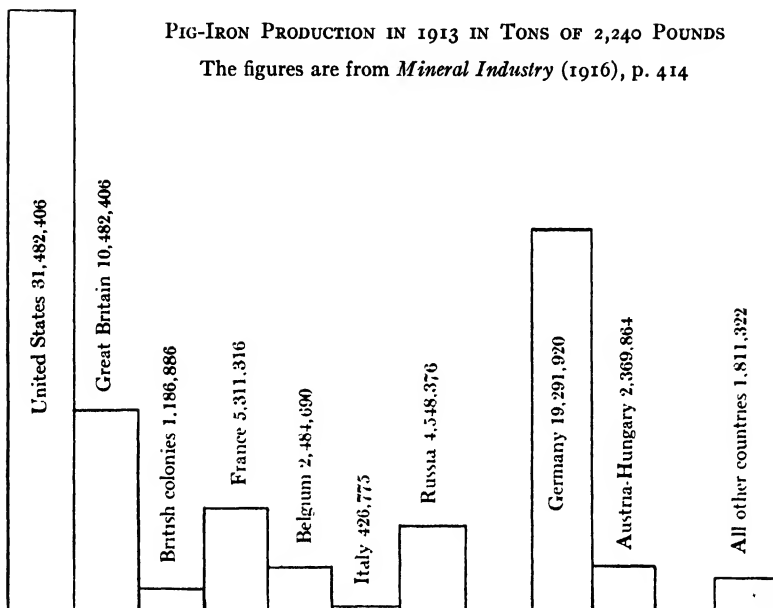 Pig-Iron Production in 1913 in Tons of 2,240 Pounds
The figures are from Mineral Industry (1916), p. 414
United States 31,482,406
Great Britain 10,482,406
British colonies 1,186,886
France 5,311,316
Belgium 2,484,690
Italy 426,775
Russia 4,548,376
Germany 19,291,920
Austria-Hungary 2,369,864
All other countries 1,811,322